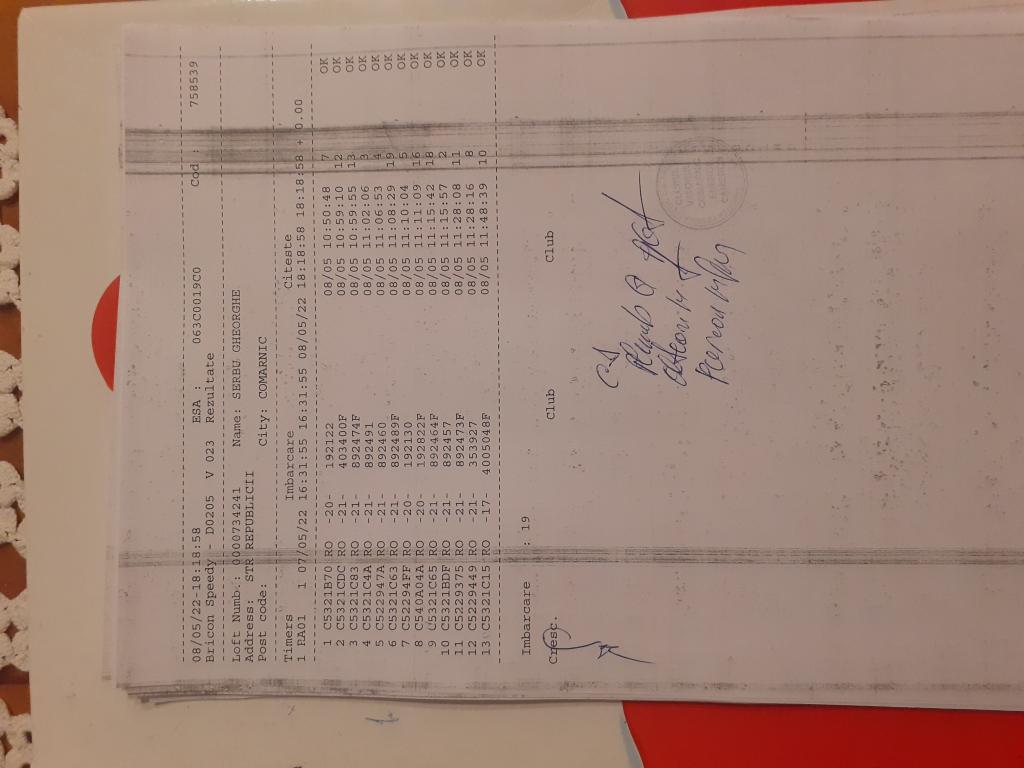 08/05/22-18:18:58 ESA : 063C0019C0 Cod : 758539
Bricon Speedy - D0205 V 023 Rezultate
Loft Numb.: 0000734241 Name: SERBU GHEORGHE
Address: STR REPUBLICII
Post code: City: COMARNIC
Timers Imbarcare Citeste
1 RA01 1 07/05/22 16:31:55 16:31:55 08/05/22 18:18:58 18:18:58 + 0.00
1 C5321B70 RO -20- 192122 08/05 10:50:48 7 OK
2 C5321CDC RO -21- 403400F 08/05 10:59:10 12 OK
3 C5321C83 RO -21- 892474F 08/05 10:59:55 13 OK
4 C5321C4A RO -21- 892491 08/05 11:02:06 3 OK
5 C522947A RO -21- 892460 08/05 11:06:53 4 OK
6 C5321CB3 RO -21- 892489F 08/05 11:08:29 19 OK
7 C52294FF RO -20- 192130 08/05 11:10:04 5 OK
8 C540AA4A RO -20- 192822F 08/05 11:11:09 16 OK
9 C5321C65 RO -21- 892464F 08/05 11:15:42 18 OK
10 C5321BDF RO -21- 892457 08/05 11:15:57 2 OK
11 C5229375 RO -21- 892473F 08/05 11:28:08 11 OK
12 C5229449 RO -21- 353927 08/05 11:28:16 8 OK
13 C5321C15 RO -17- 4005048F 08/05 11:48:39 10 OK
Imbarcare : 19
Cresc. Club Club